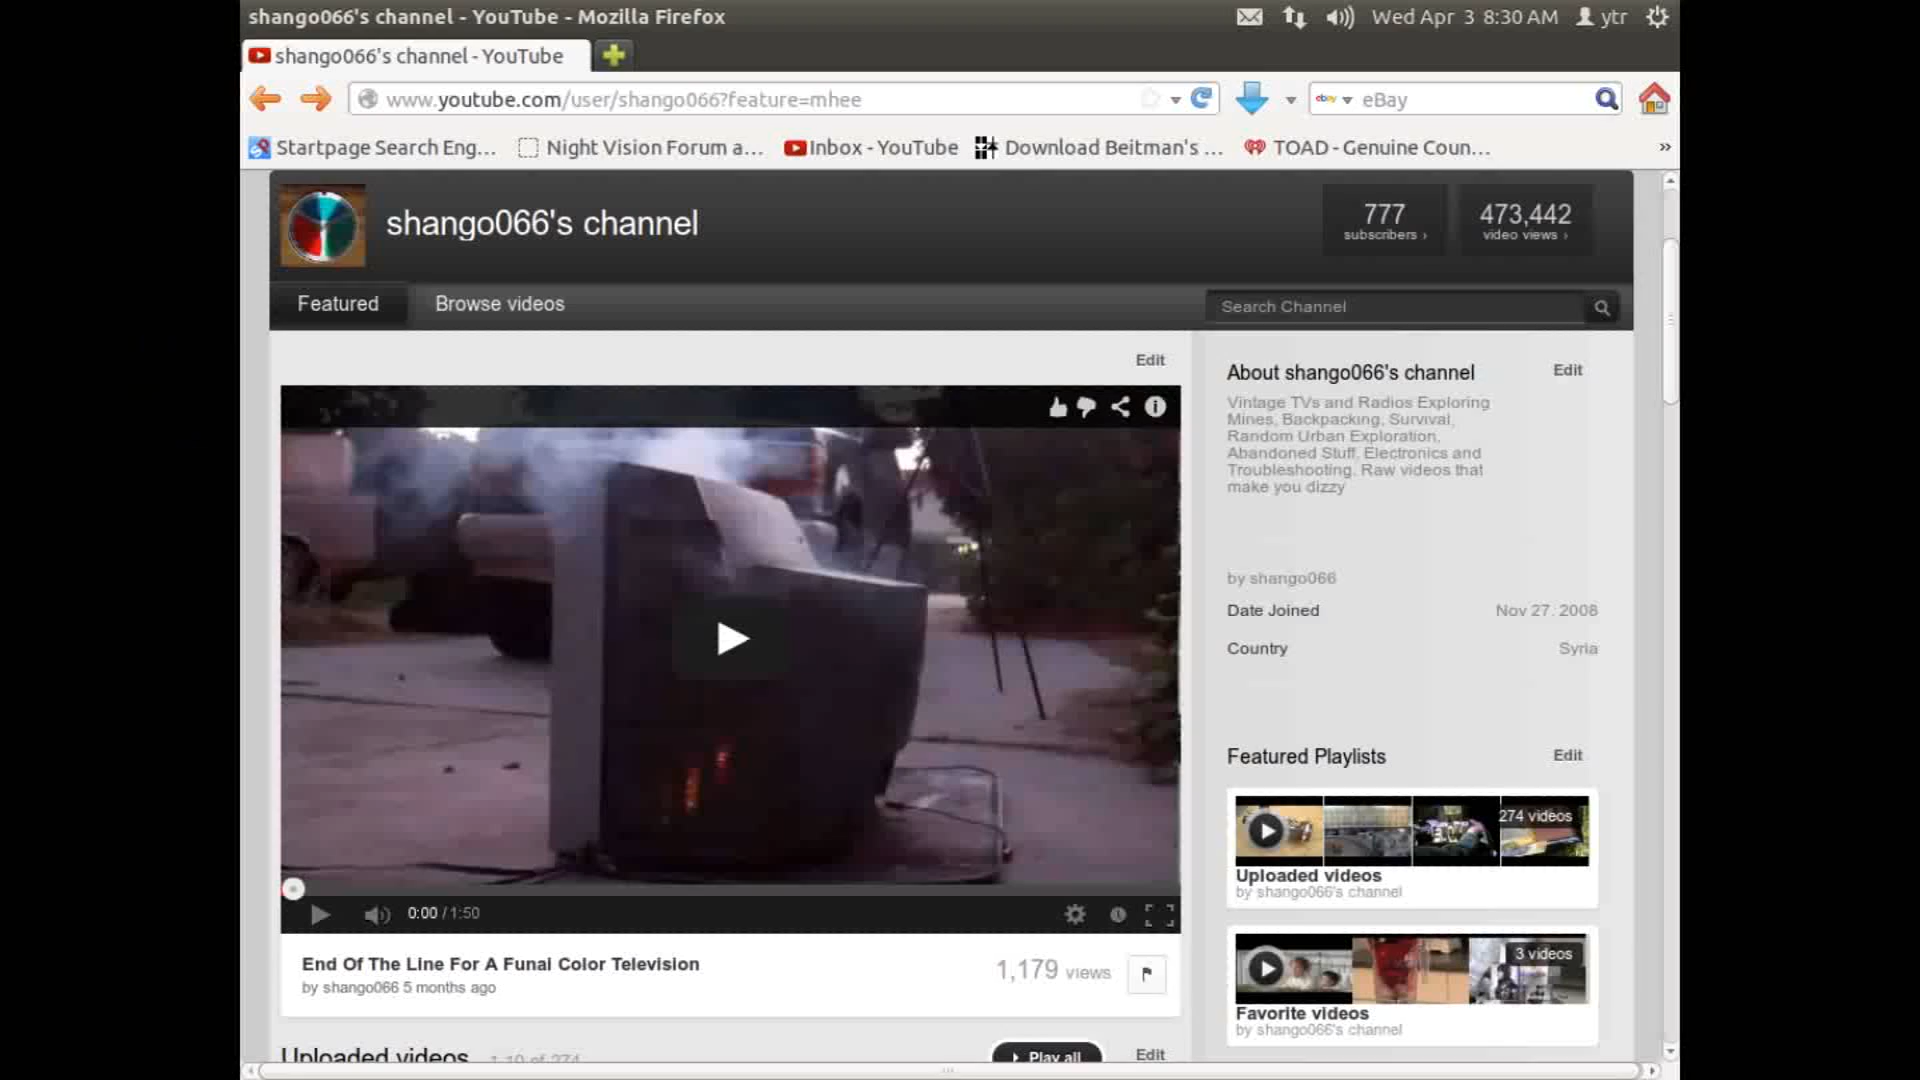 shango066's channel - YouTube - Mozilla Firefox
Wed Apr 3 8:30 AM
ytr
shango066's channel - YouTube
www.youtube.com/user/shango066?feature=mhee
ebay
eBay
Startpage Search Eng...
Night Vision Forum a...
Inbox - YouTube
Download Beitman's ...
TOAD - Genuine Coun...
»
shango066's channel
777
subscribers ›
473,442
video views ›
Featured
Browse videos
Search Channel
Edit
About shango066's channel
Edit
Vintage TVs and Radios Exploring
Mines, Backpacking, Survival,
Random Urban Exploration,
Abandoned Stuff, Electronics and
Troubleshooting. Raw videos that
make you dizzy
by shango066
Date Joined
Nov 27, 2008
Country
Syria
0:00 / 1:50
End Of The Line For A Funal Color Television
by shango066 5 months ago
1,179 views
Featured Playlists
Edit
274 videos
Uploaded videos
by shango066's channel
3 videos
Favorite videos
by shango066's channel
Uploaded videos
1-10 of 274
Play all
Edit